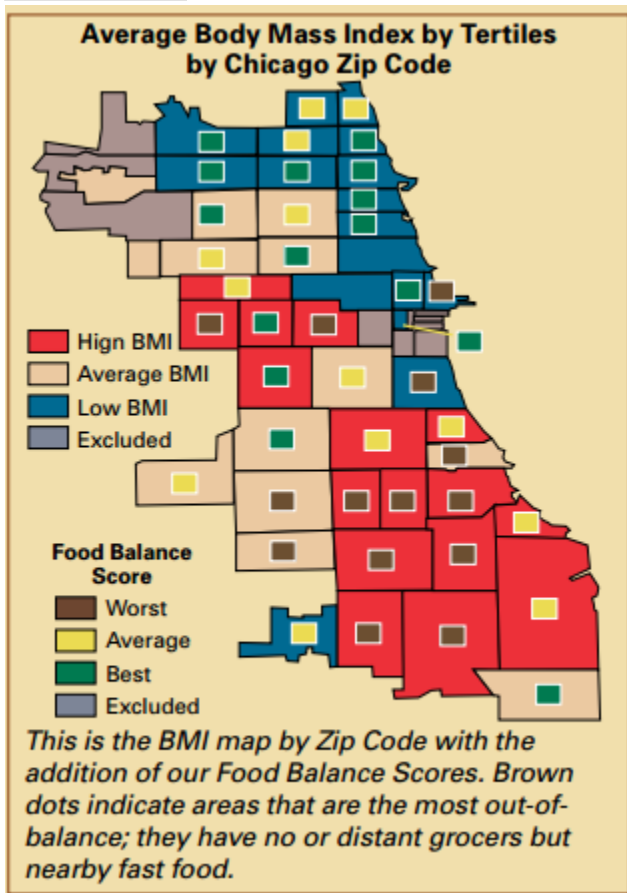 Average Body Mass Index by Tertiles
by Chicago Zip Code
Hign BMI
Average BMI
Low BMI
Excluded
Food Balance
Score
Worst
Average
Best
Excluded
This is the BMI map by Zip Code with the
addition of our Food Balance Scores. Brown
dots indicate areas that are the most out-of-
balance; they have no or distant grocers but
nearby fast food.